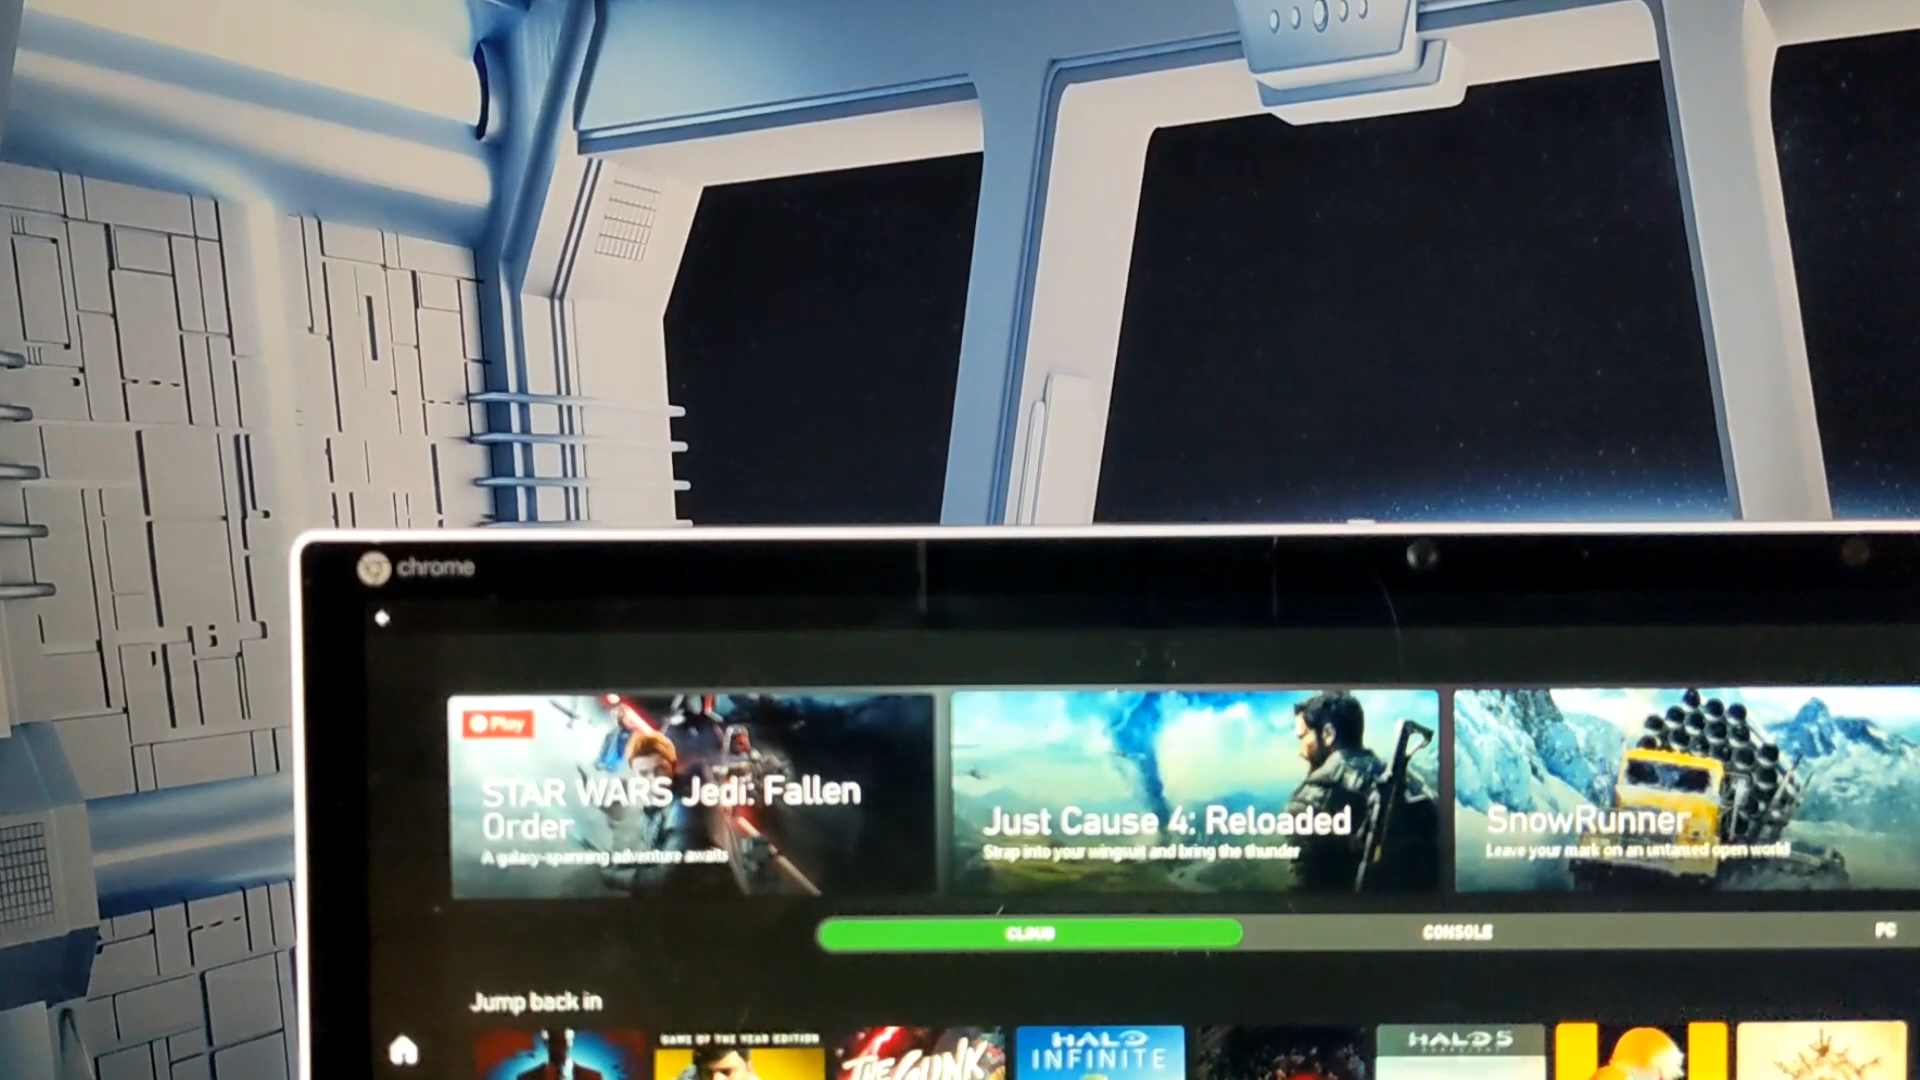 chrome
Play
STAR WARS Jedi: Fallen
Order
A galaxy-spanning adventure awaits
Just Cause 4: Reloaded
Strap into your wingsuit and bring the thunder
SnowRunner
Leave your mark on an untamed open world
CLOUD
CONSOLE
PC
Jump back in
GAME OF THE YEAR EDITION
THE GUNK
HALO
INFINITE
HALO 5